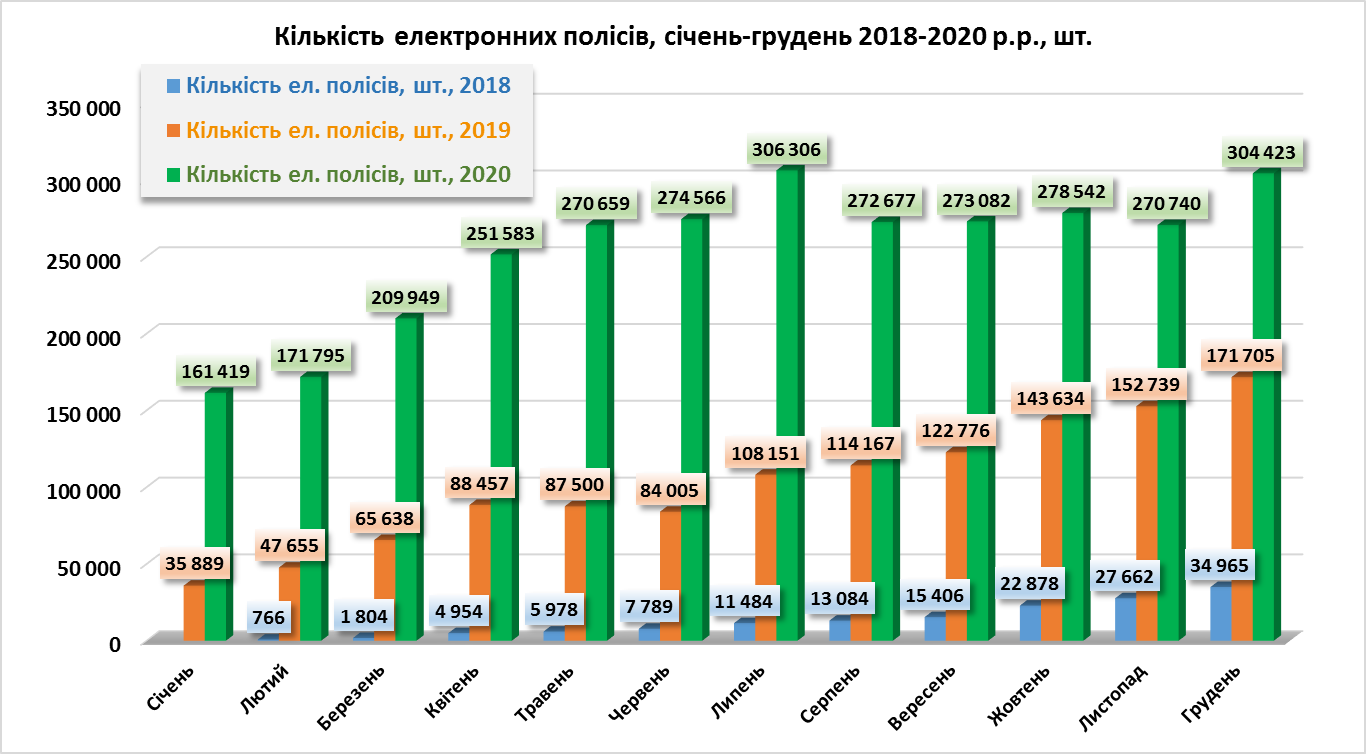 Кількість електронних полісів, січень-грудень 2018-2020 р.р., шт.
Кількість ел. полісів, шт., 2018
Кількість ел. полісів, шт., 2019
Кількість ел. полісів, шт., 2020
350 000
300 000
250 000
200 000
150 000
100 000
50 000
0
161 419
171 795
209 949
251 583
270 659
274 566
306 306
272 677
273 082
278 542
270 740
304 423
35 889
47 655
65 638
88 457
87 500
84 005
108 151
114 167
122 776
143 634
152 739
171 705
766
1 804
4 954
5 978
7 789
11 484
13 084
15 406
22 878
27 662
34 965
Січень
Лютий
Березень
Квітень
Травень
Червень
Липень
Серпень
Вересень
Жовтень
Листопад
Грудень